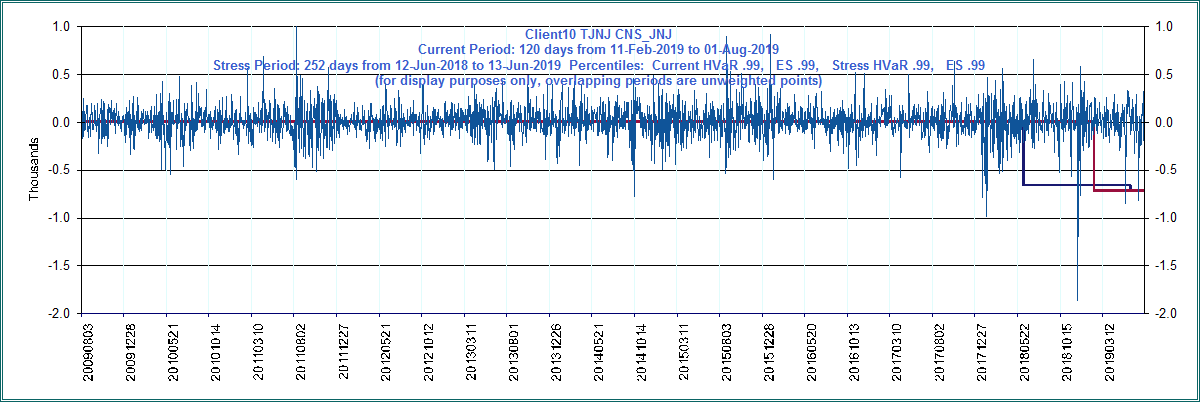 Client10 TJNJ CNS_JNJ
Current Period: 120 days from 11-Feb-2019 to 01-Aug-2019
Stress Period: 252 days from 12-Jun-2018 to 13-Jun-2019 Percentiles: Current HVaR .99, ES .99, Stress HVaR .99, ES .99
(for display purposes only, overlapping periods are unweighted points)
1.0 1.0
0.5 0.5
0.0 0.0
-0.5 -0.5
-1.0 -1.0
-1.5 -1.5
-2.0 -2.0
Thousands
20090803 20091228 20100521 20101014 20110310 20110802 20111227 20120521 20121012 20130311 20130801 20131226 20140521 20141014 20150311 20150803 20151228 20160520 20161013 20170310 20170802 20171227 20180522 20181015 20190312